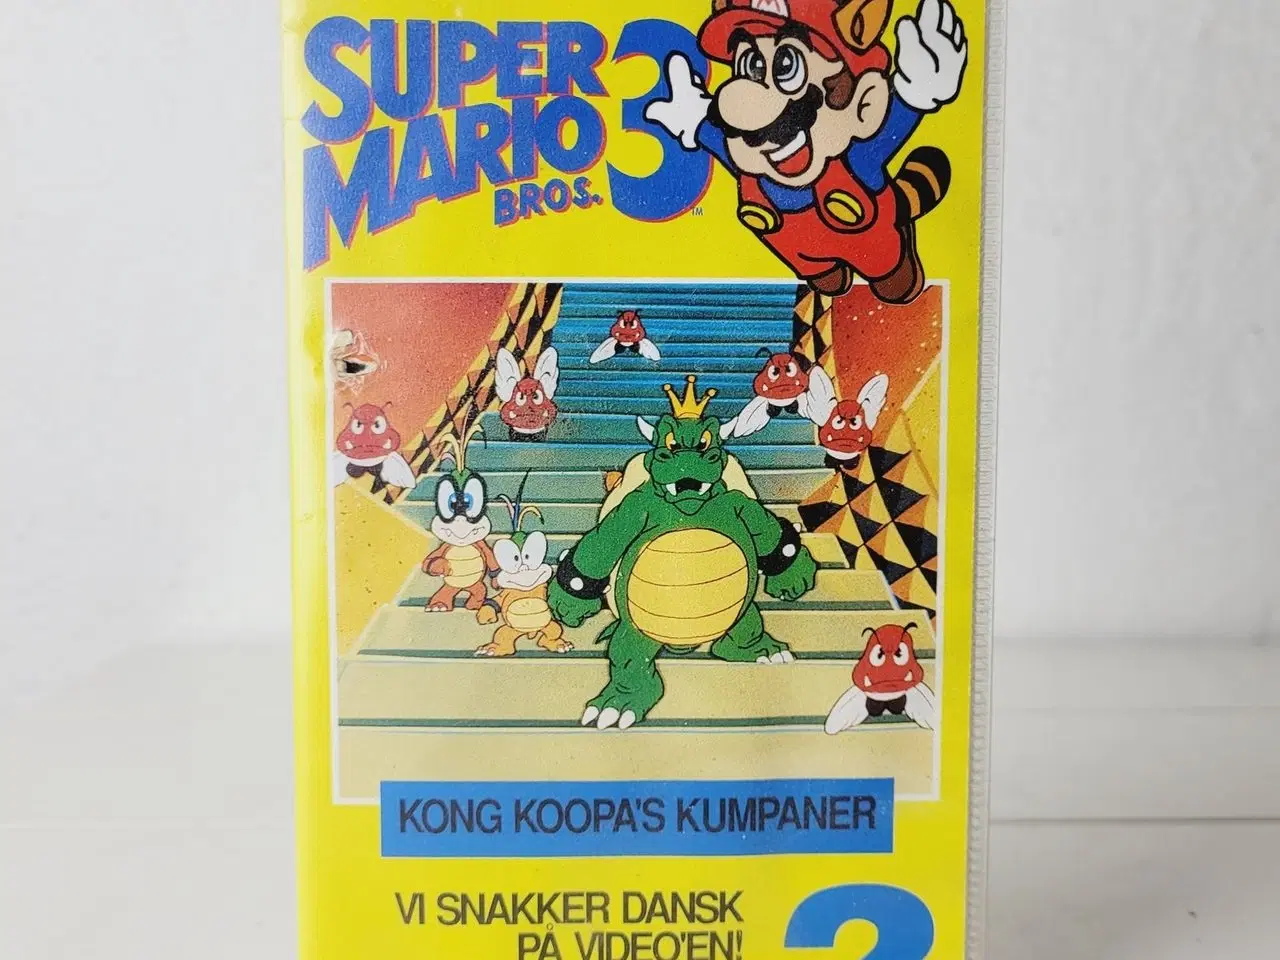 SUPER
MARIO 3
BROS.
TM
M
KONG KOOPA'S KUMPANER
VI SNAKKER DANSK
PÅ VIDEO'EN!